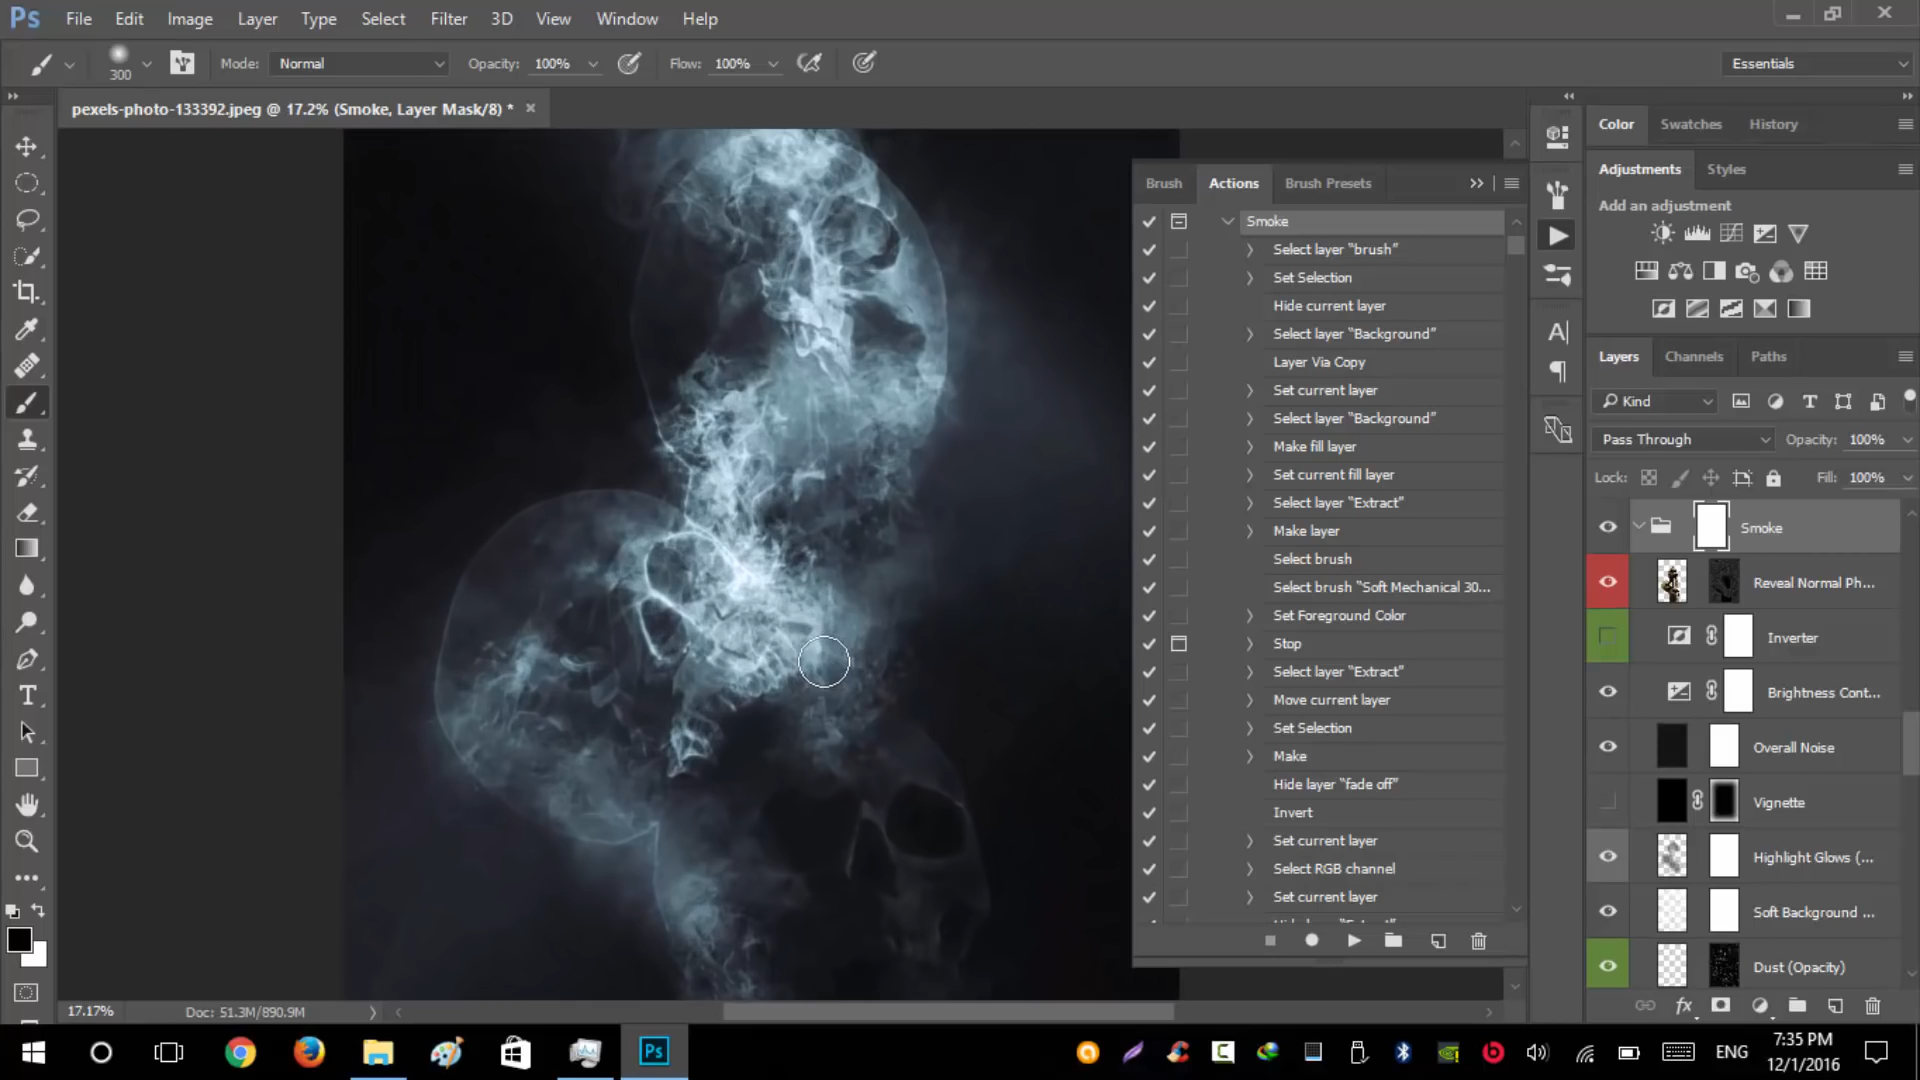 Ps File Edit Image Layer Type Select Filter 3D View Window Help
300 Mode: Normal Opacity: 100% Flow: 100% Essentials
pexels-photo-133392.jpeg @ 17.2% (Smoke, Layer Mask/8) *
Color Swatches History
Adjustments Styles
Add an adjustment
Brush Actions Brush Presets
Smoke
Select layer "brush"
Set Selection
Hide current layer
Select layer "Background"
Layer Via Copy
Set current layer
Select layer "Background"
Make fill layer
Set current fill layer
Select layer "Extract"
Make layer
Select brush
Select brush "Soft Mechanical 30...
Set Foreground Color
Stop
Select layer "Extract"
Move current layer
Set Selection
Make
Hide layer "fade off"
Invert
Set current layer
Select RGB channel
Set current layer
Layers Channels Paths
Kind
Pass Through Opacity: 100%
Lock: Fill: 100%
Smoke
Reveal Normal Ph...
Inverter
Brightness Cont...
Overall Noise
Vignette
Highlight Glows (...
Soft Background ...
Dust (Opacity)
17.17% Doc: 51.3M/890.9M
Ps ENG 7:35 PM
12/1/2016